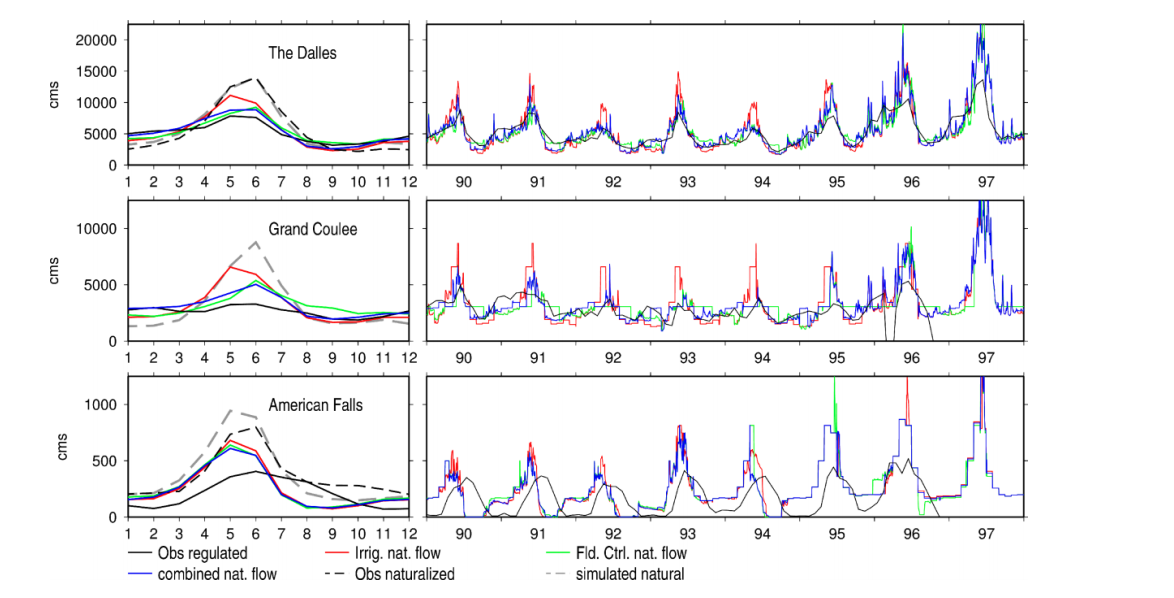 20000
15000
10000
5000
0
cms
The Dalles
1 2 3 4 5 6 7 8 9 10 11 12
90 91 92 93 94 95 96 97
10000
5000
0
cms
Grand Coulee
1 2 3 4 5 6 7 8 9 10 11 12
90 91 92 93 94 95 96 97
1000
500
0
cms
American Falls
1 2 3 4 5 6 7 8 9 10 11 12
90 91 92 93 94 95 96 97
Obs regulated Irrig. nat. flow Fld. Ctrl. nat. flow
combined nat. flow Obs naturalized simulated natural